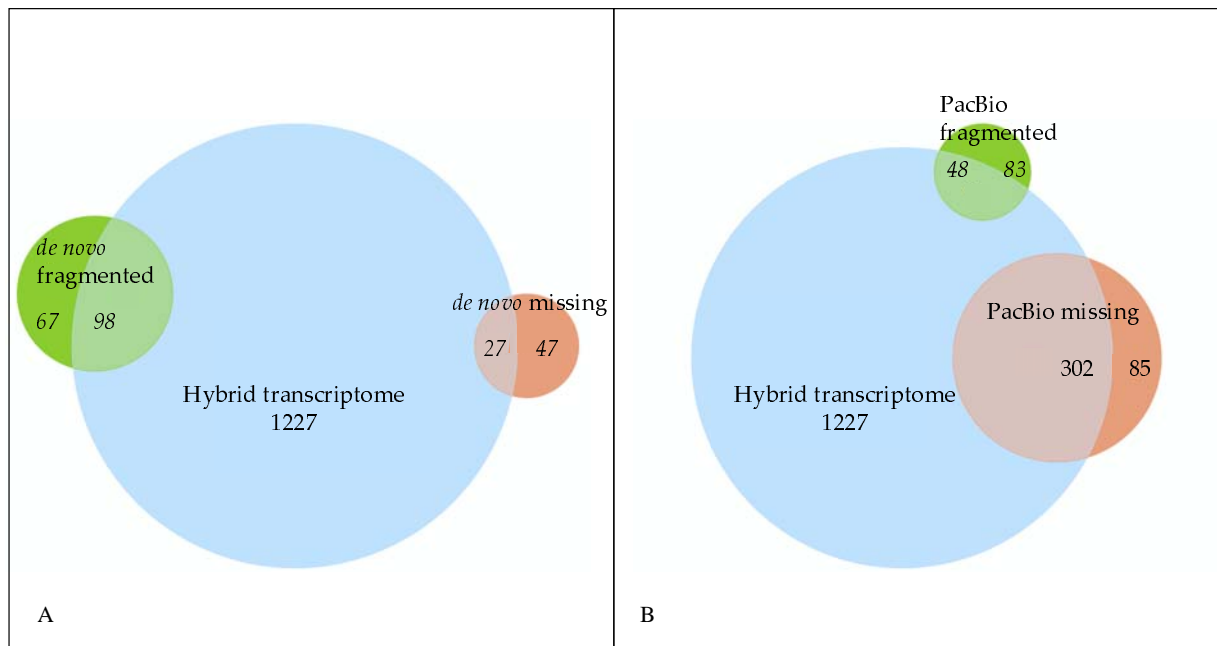 de novo
fragmented
67 98
de novo missing
27 47
Hybrid transcriptome
1227
A
PacBio
fragmented
48 83
PacBio missing
302 85
Hybrid transcriptome
1227
B